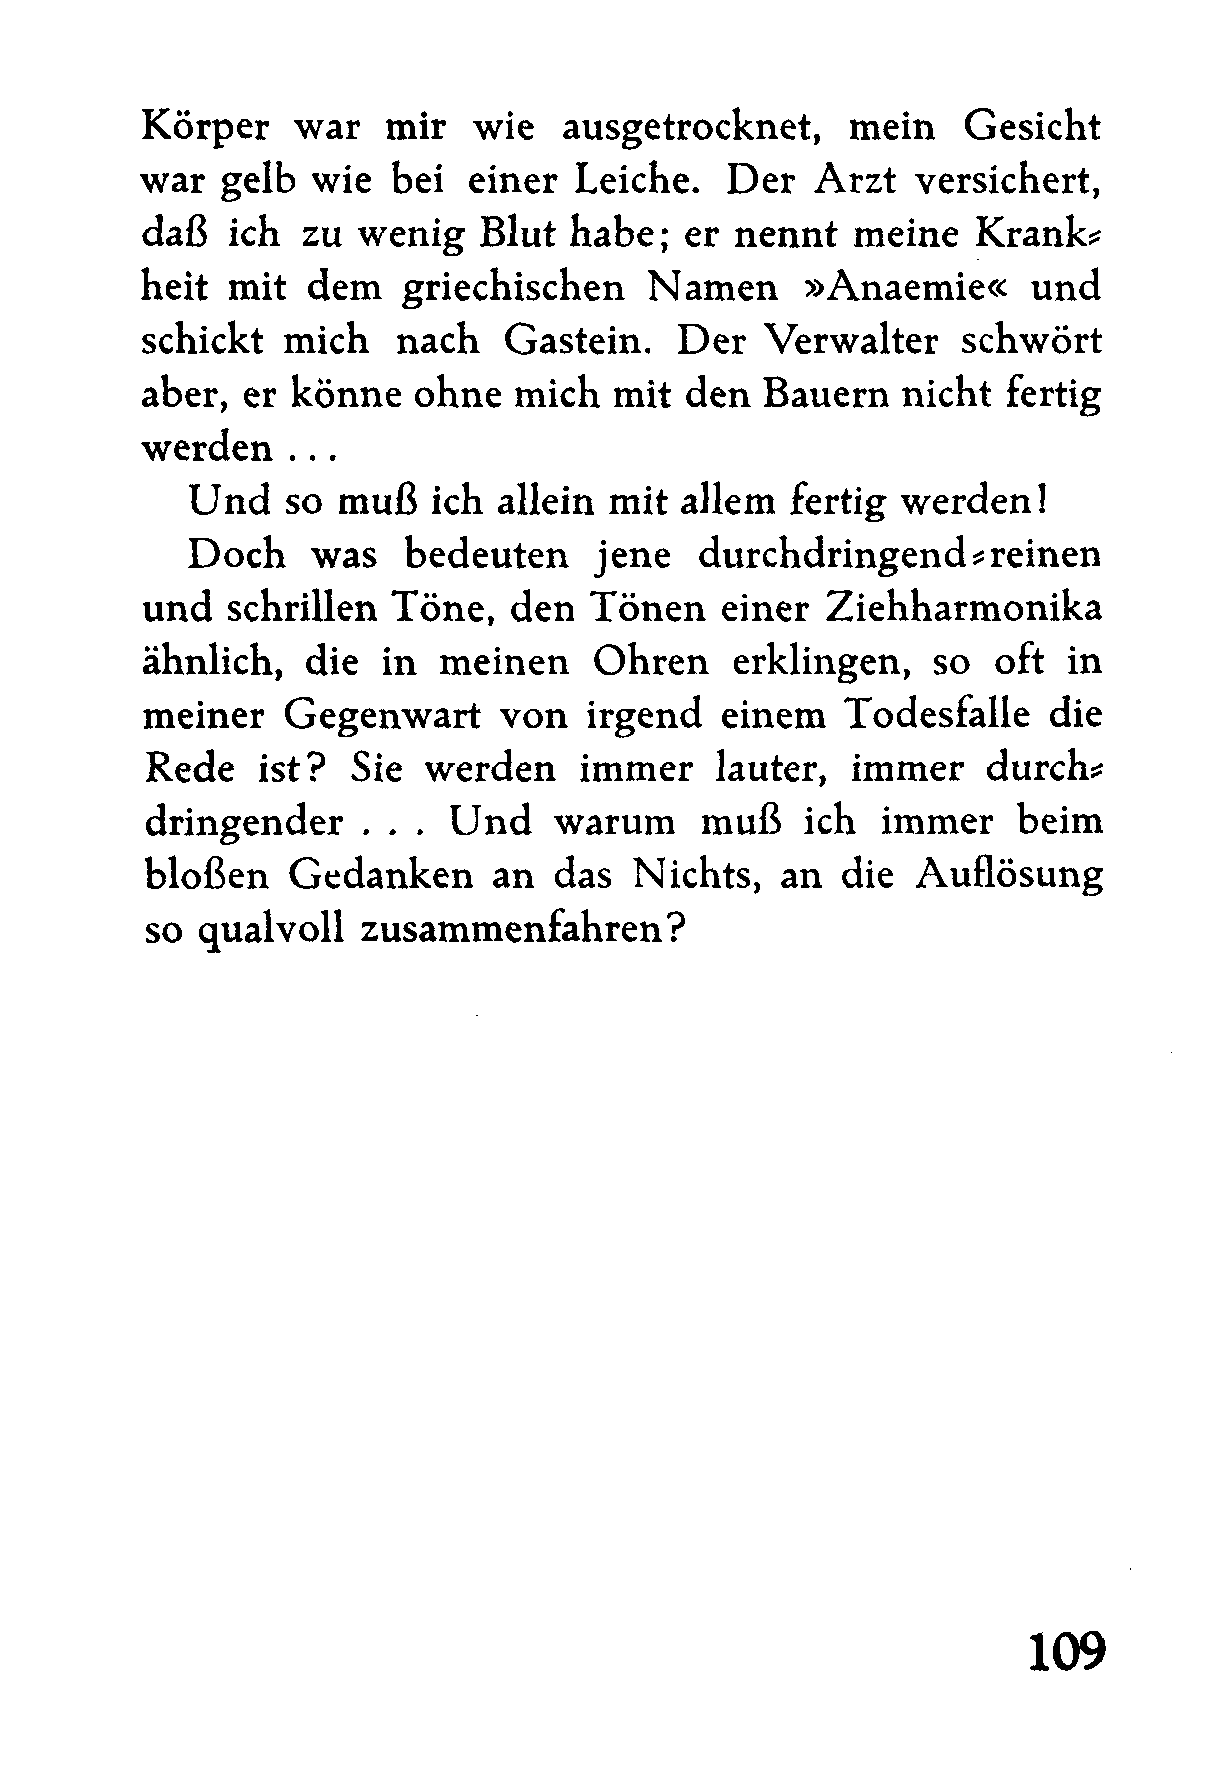 Körper war mir wie ausgetrocknet, mein Gesicht
war gelb wie bei einer Leiche. Der Arzt versichert,
daß ich zu wenig Blut habe; er nennt meine Krank-
heit mit dem griechischen Namen »Anaemie« und
schickt mich nach Gastein. Der Verwalter schwört
aber, er könne ohne mich mit den Bauern nicht fertig
werden . . .
Und so muß ich allein mit allem fertig werden!
Doch was bedeuten jene durchdringend-reinen
und schrillen Töne, den Tönen einer Ziehharmonika
ähnlich, die in meinen Ohren erklingen, so oft in
meiner Gegenwart von irgend einem Todesfalle die
Rede ist? Sie werden immer lauter, immer durch-
dringender . . . Und warum muß ich immer beim
bloßen Gedanken an das Nichts, an die Auflösung
so qualvoll zusammenfahren?
109